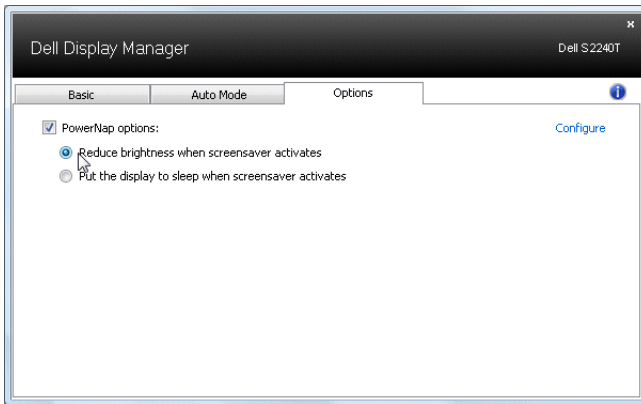 Dell Display Manager
Dell S2240T
Basic
Auto Mode
Options
PowerNap options:
Configure
Reduce brightness when screensaver activates
Put the display to sleep when screensaver activates